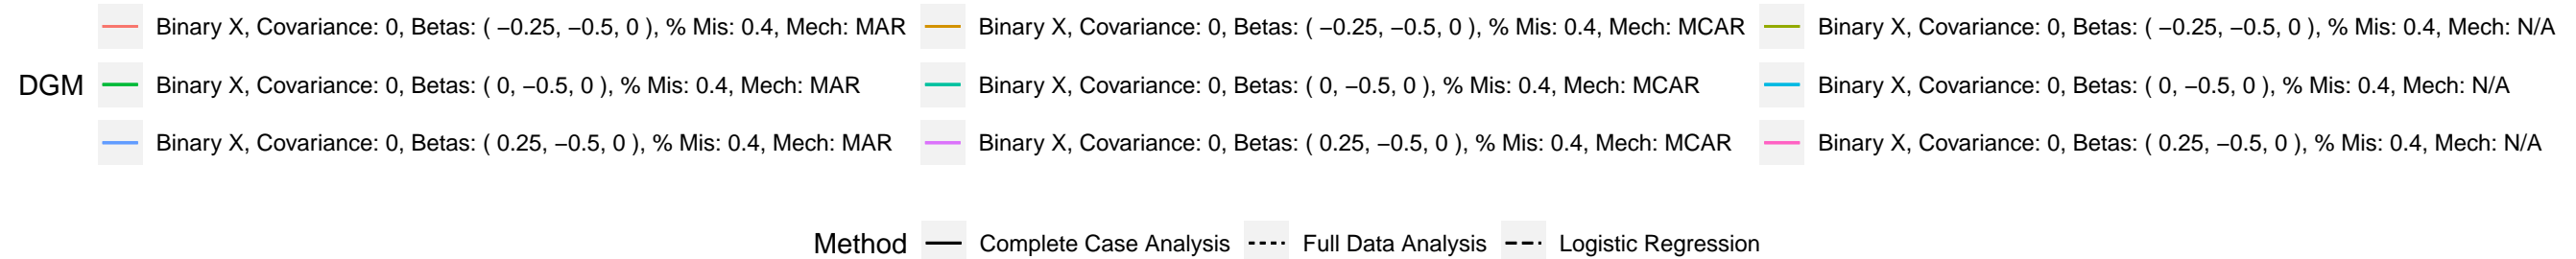 Binary X, Covariance: 0, Betas: ( −0.25, −0.5, 0 ), % Mis: 0.4, Mech: MAR Binary X, Covariance: 0, Betas: ( −0.25, −0.5, 0 ), % Mis: 0.4, Mech: MCAR Binary X, Covariance: 0, Betas: ( −0.25, −0.5, 0 ), % Mis: 0.4, Mech: N/A
DGM Binary X, Covariance: 0, Betas: ( 0, −0.5, 0 ), % Mis: 0.4, Mech: MAR Binary X, Covariance: 0, Betas: ( 0, −0.5, 0 ), % Mis: 0.4, Mech: MCAR Binary X, Covariance: 0, Betas: ( 0, −0.5, 0 ), % Mis: 0.4, Mech: N/A
Binary X, Covariance: 0, Betas: ( 0.25, −0.5, 0 ), % Mis: 0.4, Mech: MAR Binary X, Covariance: 0, Betas: ( 0.25, −0.5, 0 ), % Mis: 0.4, Mech: MCAR Binary X, Covariance: 0, Betas: ( 0.25, −0.5, 0 ), % Mis: 0.4, Mech: N/A
Method Complete Case Analysis Full Data Analysis Logistic Regression